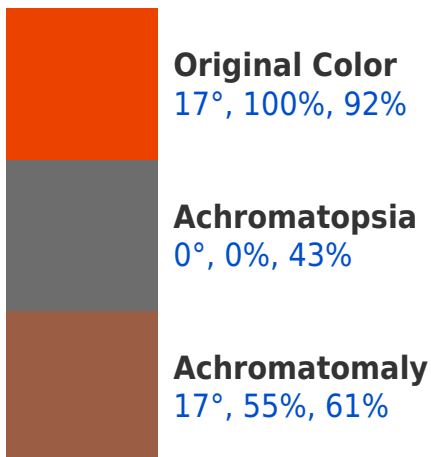 Original Color
17°, 100%, 92%
Achromatopsia
0°, 0%, 43%
Achromatomaly
17°, 55%, 61%